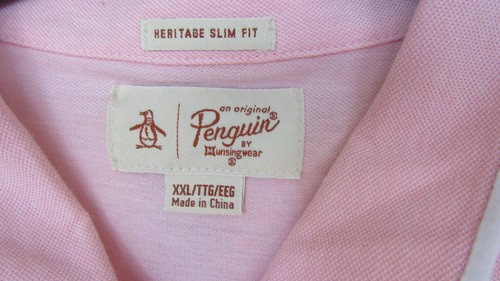 HERITAGE SLIM FIT
an original
Penguin®
BY
Munsingwear
®
XXL/TTG/EEG
Made in China